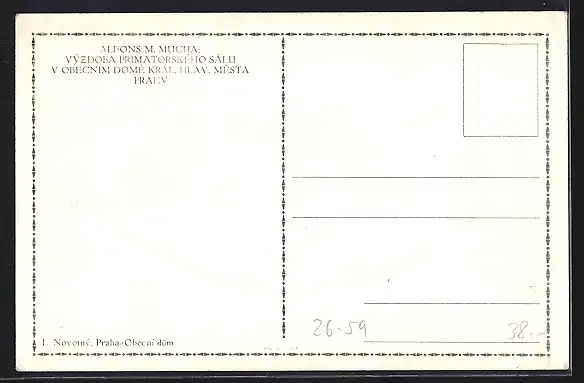 ALFONS M. MUCHA:
VÝZDOBA PRIMATORSKÉHO SÁLU
V OBECNÍM DOMĚ KRÁL. HLAV. MĚSTA
PRAHY
I. Novotný, Praha-Obecní dům
26-59
38.-